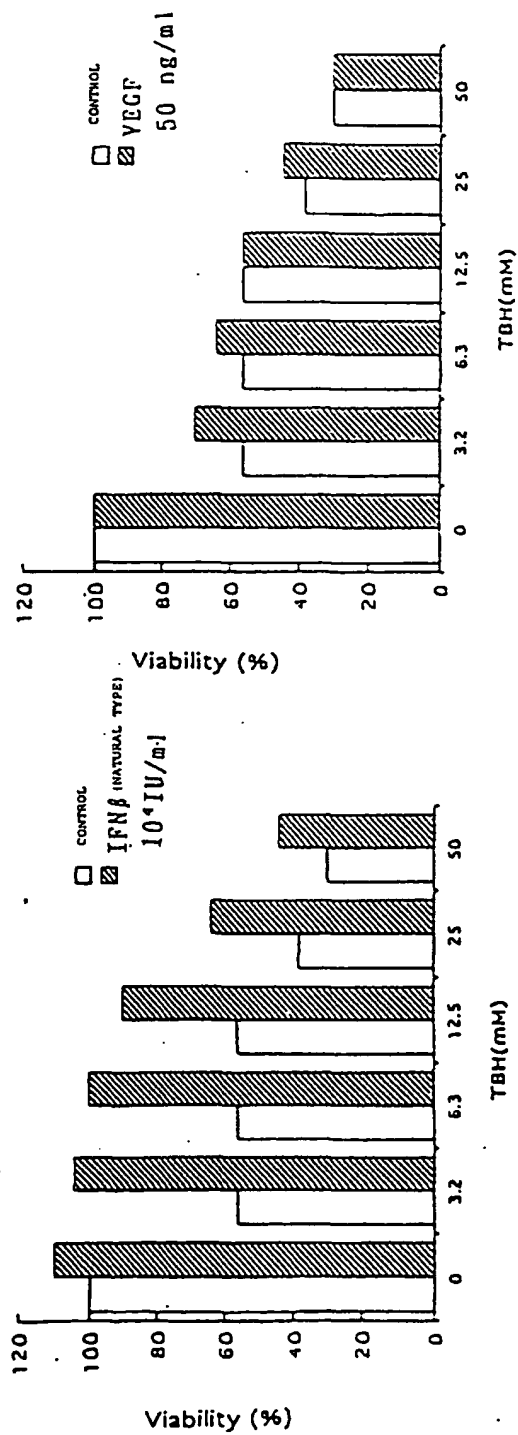 CONTROL
IFNβ (NATURAL TYPE)
10⁴IU/ml
Viability (%)
120
100
80
60
40
20
0
0
3.2
6.3
12.5
25
50
TBH(mM)
CONTROL
VEGF
50 ng/ml
Viability (%)
120
100
80
60
40
20
0
0
3.2
6.3
12.5
25
50
TBH(mM)